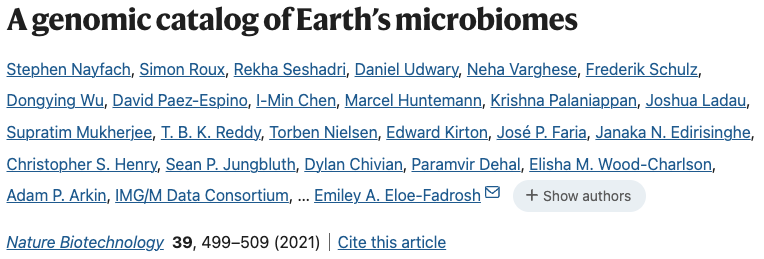 A genomic catalog of Earth’s microbiomes
Stephen Nayfach, Simon Roux, Rekha Seshadri, Daniel Udwary, Neha Varghese, Frederik Schulz,
Dongying Wu, David Paez-Espino, I-Min Chen, Marcel Huntemann, Krishna Palaniappan, Joshua Ladau,
Supratim Mukherjee, T. B. K. Reddy, Torben Nielsen, Edward Kirton, José P. Faria, Janaka N. Edirisinghe,
Christopher S. Henry, Sean P. Jungbluth, Dylan Chivian, Paramvir Dehal, Elisha M. Wood-Charlson,
Adam P. Arkin, IMG/M Data Consortium, ... Emiley A. Eloe-Fadrosh + Show authors
Nature Biotechnology 39, 499–509 (2021) | Cite this article